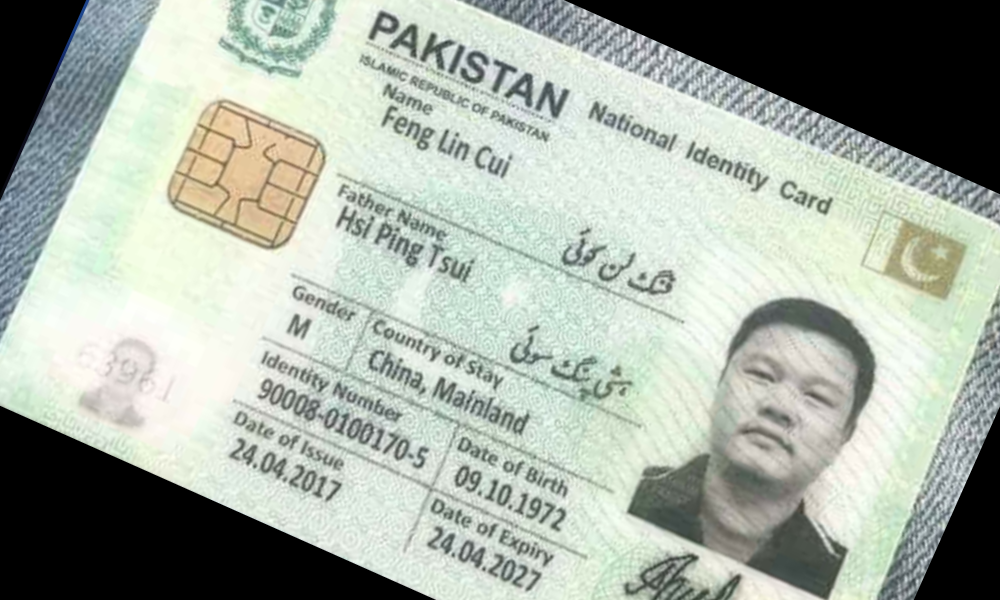 PAKISTAN National Identity Card
ISLAMIC REPUBLIC OF PAKISTAN
Name
Feng Lin Cui
فنگ لن کوئی
Father Name
Hsi Ping Tsui
ہشی پنگ سوئی
Gender Country of Stay
M China, Mainland
Identity Number Date of Birth
90008-0100170-5 09.10.1972
Date of Issue Date of Expiry
24.04.2017 24.04.2027